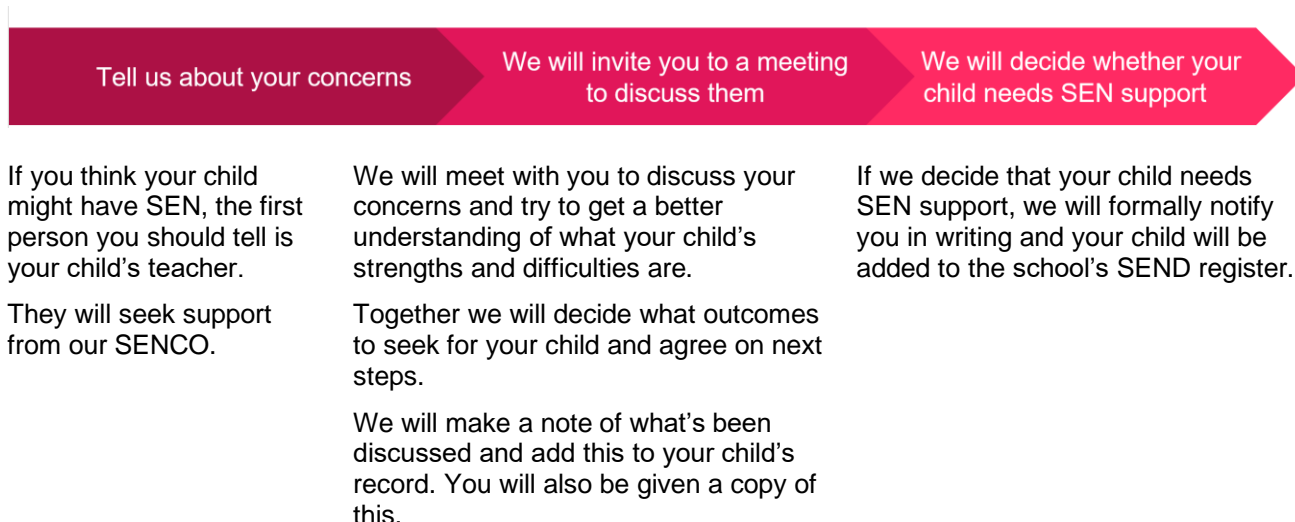 Tell us about your concerns
We will invite you to a meeting
to discuss them
We will decide whether your
child needs SEN support
If you think your child
might have SEN, the first
person you should tell is
your child’s teacher.
They will seek support
from our SENCO.
We will meet with you to discuss your
concerns and try to get a better
understanding of what your child’s
strengths and difficulties are.
Together we will decide what outcomes
to seek for your child and agree on next
steps.
We will make a note of what’s been
discussed and add this to your child’s
record. You will also be given a copy of
this.
If we decide that your child needs
SEN support, we will formally notify
you in writing and your child will be
added to the school’s SEND register.